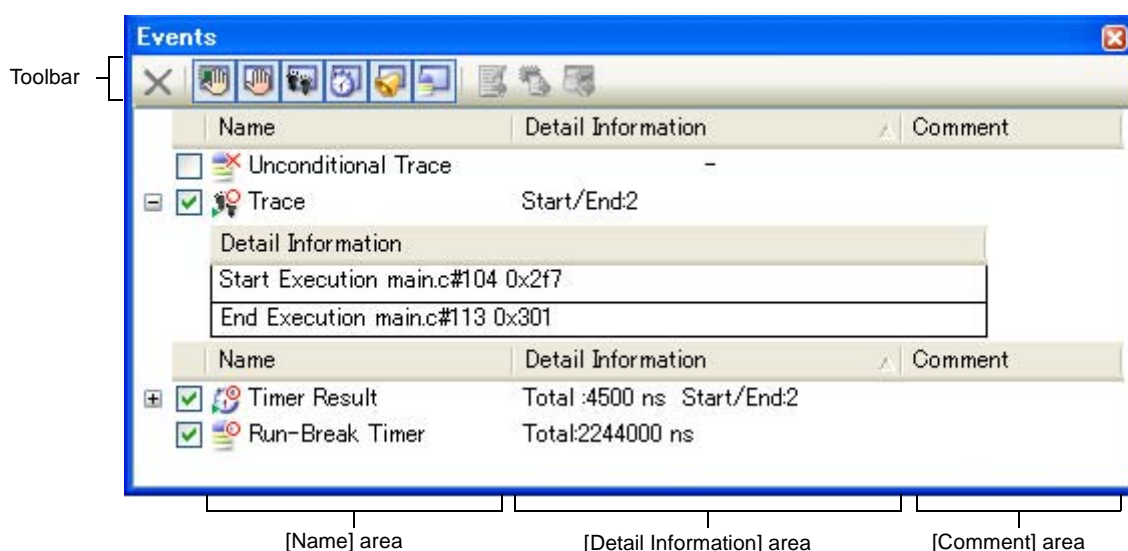 Events
Toolbar
Name Detail Information Comment
Unconditional Trace -
Trace Start/End:2
Detail Information
Start Execution main.c#104 0x2f7
End Execution main.c#113 0x301
Name Detail Information Comment
Timer Result Total :4500 ns Start/End:2
Run-Break Timer Total:2244000 ns
[Name] area [Detail Information] area [Comment] area